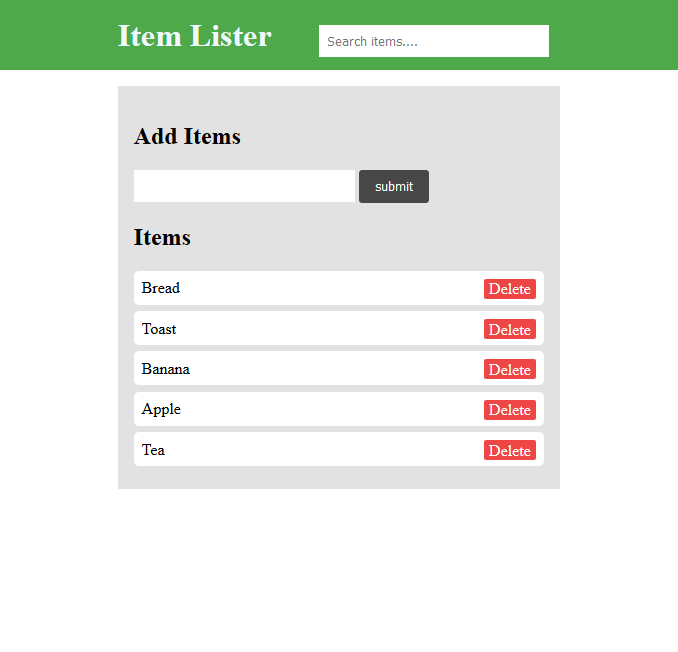 Item Lister
Search items....
Add Items
submit
Items
Bread Delete
Toast Delete
Banana Delete
Apple Delete
Tea Delete